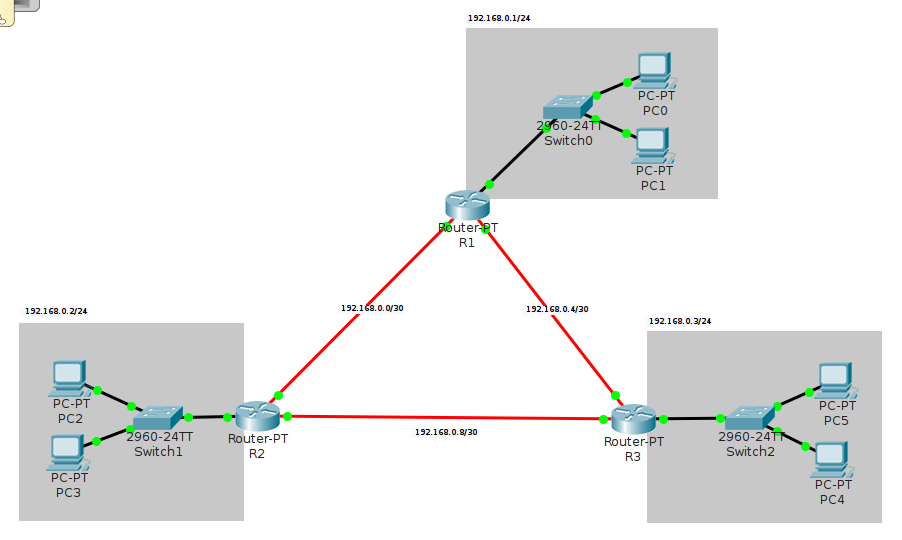 192.168.0.1/24
PC-PT
PC0
2960-24TT
Switch0
PC-PT
PC1
Router-PT
R1
192.168.0.0/30
192.168.0.4/30
192.168.0.2/24
192.168.0.3/24
PC-PT
PC2
2960-24TT
Switch1
PC-PT
PC3
Router-PT
R2
192.168.0.8/30
Router-PT
R3
2960-24TT
Switch2
PC-PT
PC5
PC-PT
PC4